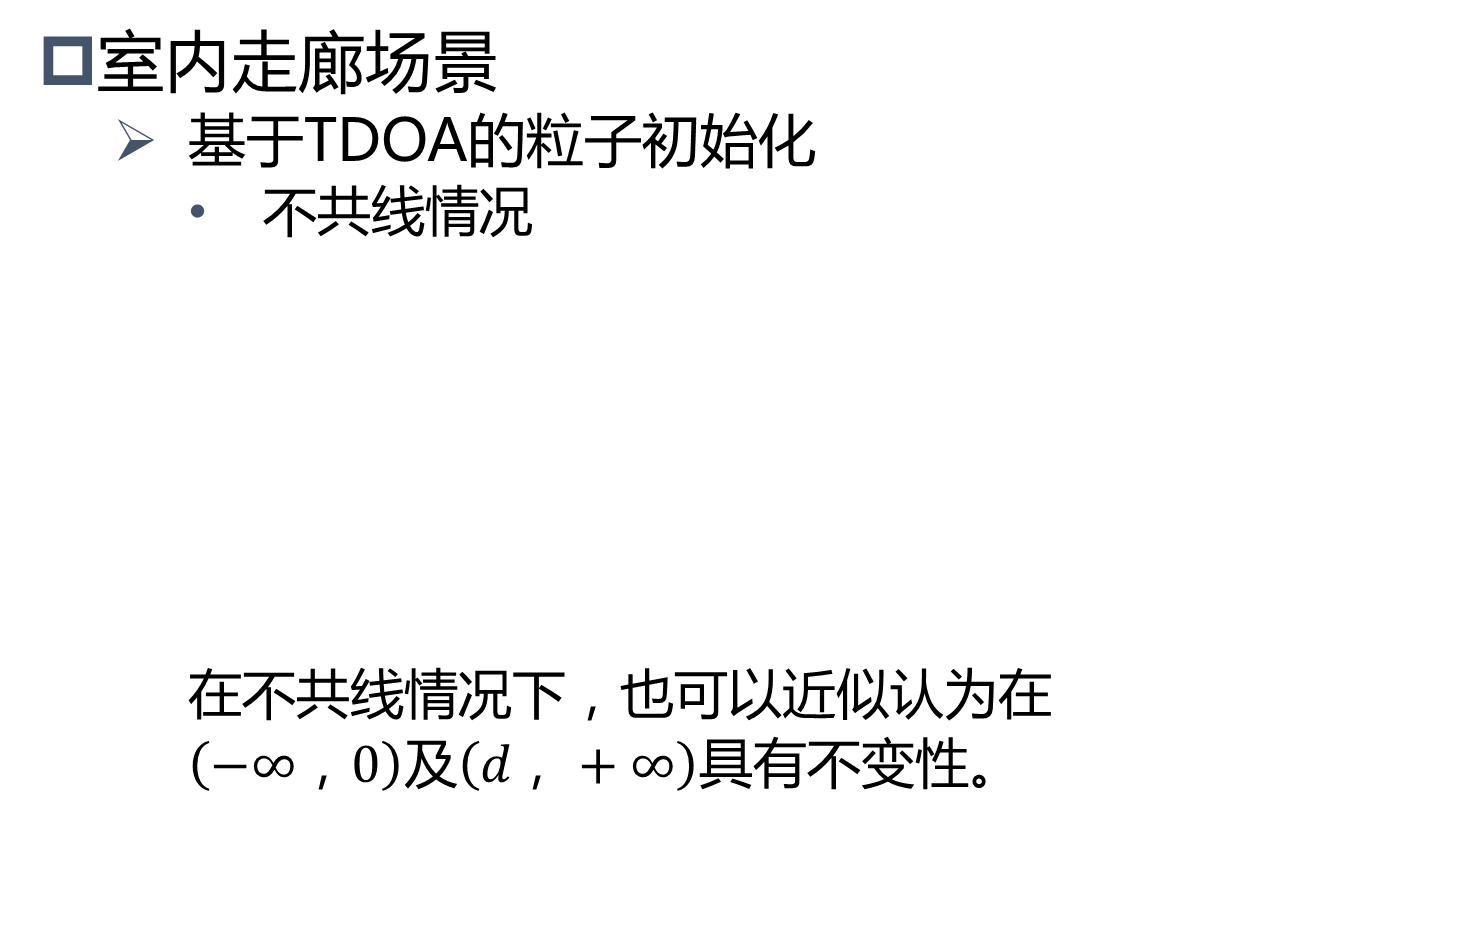 室内走廊场景
基于TDOA的粒子初始化
• 不共线情况
在不共线情况下，也可以近似认为在
(−∞，0)及(d，+∞)具有不变性。